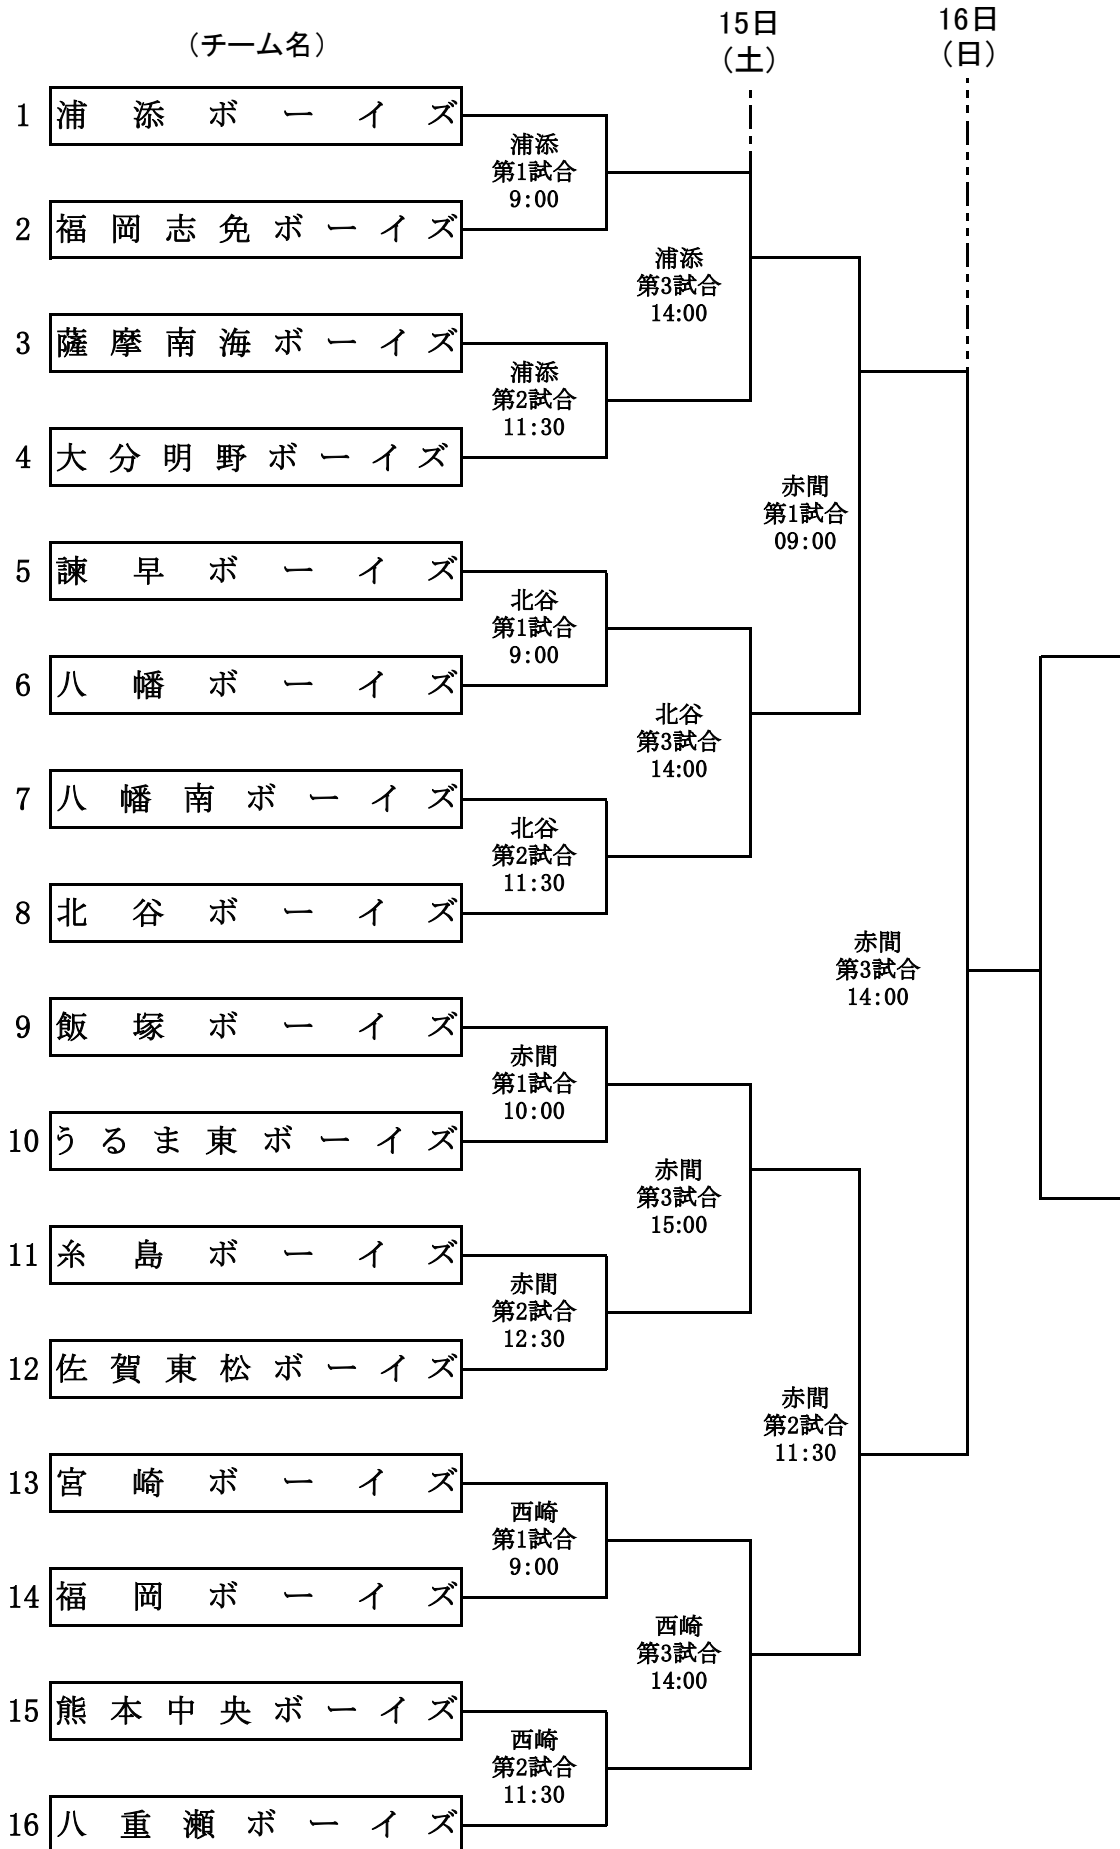 (チーム名)
15日
(土)
16日
(日)
1 浦添ボーイズ
浦添
第1試合
9:00
2 福岡志免ボーイズ
浦添
第3試合
14:00
3 薩摩南海ボーイズ
浦添
第2試合
11:30
4 大分明野ボーイズ
赤間
第1試合
09:00
5 諫早ボーイズ
北谷
第1試合
9:00
6 八幡ボーイズ
北谷
第3試合
14:00
7 八幡南ボーイズ
北谷
第2試合
11:30
8 北谷ボーイズ
赤間
第3試合
14:00
9 飯塚ボーイズ
赤間
第1試合
10:00
10 うるま東ボーイズ
赤間
第3試合
15:00
11 糸島ボーイズ
赤間
第2試合
12:30
12 佐賀東松ボーイズ
赤間
第2試合
11:30
13 宮崎ボーイズ
西崎
第1試合
9:00
14 福岡ボーイズ
西崎
第3試合
14:00
15 熊本中央ボーイズ
西崎
第2試合
11:30
16 八重瀬ボーイズ